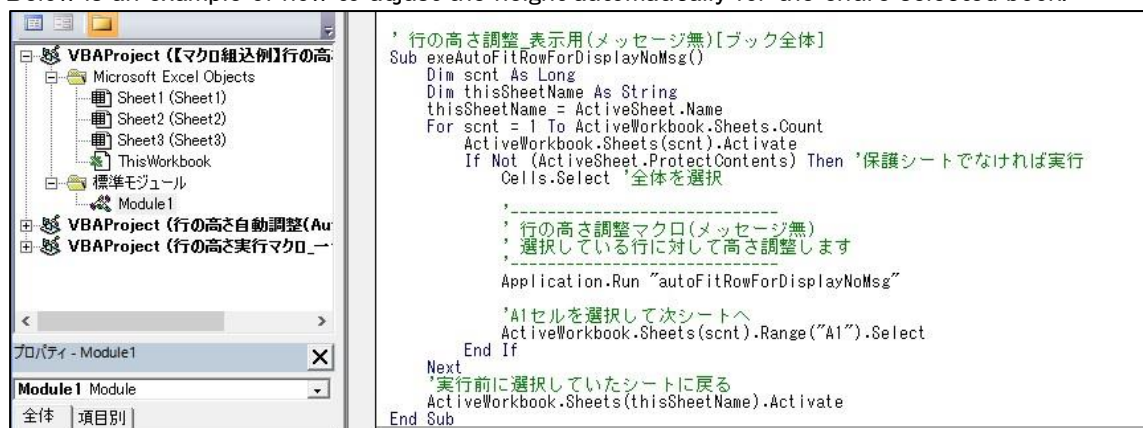 Below is an example of how to adjust the height automatically for the entire selected book.
VBAProject (【マクロ組込例】行の高
Microsoft Excel Objects
Sheet1 (Sheet1)
Sheet2 (Sheet2)
Sheet3 (Sheet3)
ThisWorkbook
標準モジュール
Module1
VBAProject (行の高さ自動調整(Au
VBAProject (行の高さ実行マクロ_一
プロパティ - Module1
Module1 Module
全体
項目別
' 行の高さ調整_表示用(メッセージ無)[ブック全体]
Sub exeAutoFitRowForDisplayNoMsg()
Dim scnt As Long
Dim thisSheetName As String
thisSheetName = ActiveSheet.Name
For scnt = 1 To ActiveWorkbook.Sheets.Count
ActiveWorkbook.Sheets(scnt).Activate
If Not (ActiveSheet.ProtectContents) Then '保護シートでなければ実行
Cells.Select '全体を選択
'-----------------------------
' 行の高さ調整マクロ(メッセージ無)
' 選択している行に対して高さ調整します
'-----------------------------
Application.Run "autoFitRowForDisplayNoMsg"
'A1セルを選択して次シートへ
ActiveWorkbook.Sheets(scnt).Range("A1").Select
End If
Next
'実行前に選択していたシートに戻る
ActiveWorkbook.Sheets(thisSheetName).Activate
End Sub